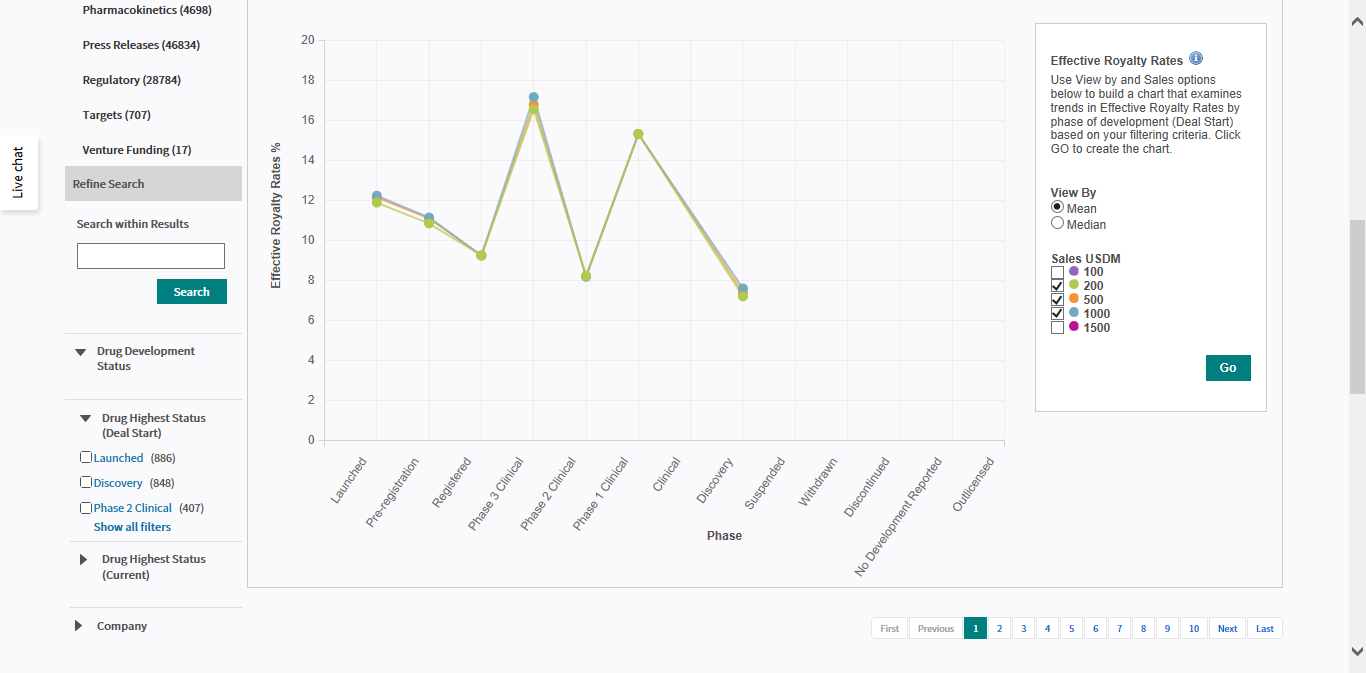 Pharmacokinetics (4698)
Press Releases (46834)
Regulatory (28784)
Targets (707)
Venture Funding (17)
Live chat
Refine Search
Search within Results
Search
Drug Development
Status
Drug Highest Status
(Deal Start)
Launched (886)
Discovery (848)
Phase 2 Clinical (407)
Show all filters
Drug Highest Status
(Current)
Company
Effective Royalty Rates %
20
18
16
14
12
10
8
6
4
2
0
Launched
Pre-registration
Registered
Phase 3 Clinical
Phase 2 Clinical
Phase 1 Clinical
Clinical
Discovery
Suspended
Withdrawn
Discontinued
No Development Reported
Outlicensed
Phase
Effective Royalty Rates i
Use View by and Sales options
below to build a chart that examines
trends in Effective Royalty Rates by
phase of development (Deal Start)
based on your filtering criteria. Click
GO to create the chart.
View By
Mean
Median
Sales USDM
100
200
500
1000
1500
Go
First Previous 1 2 3 4 5 6 7 8 9 10 Next Last